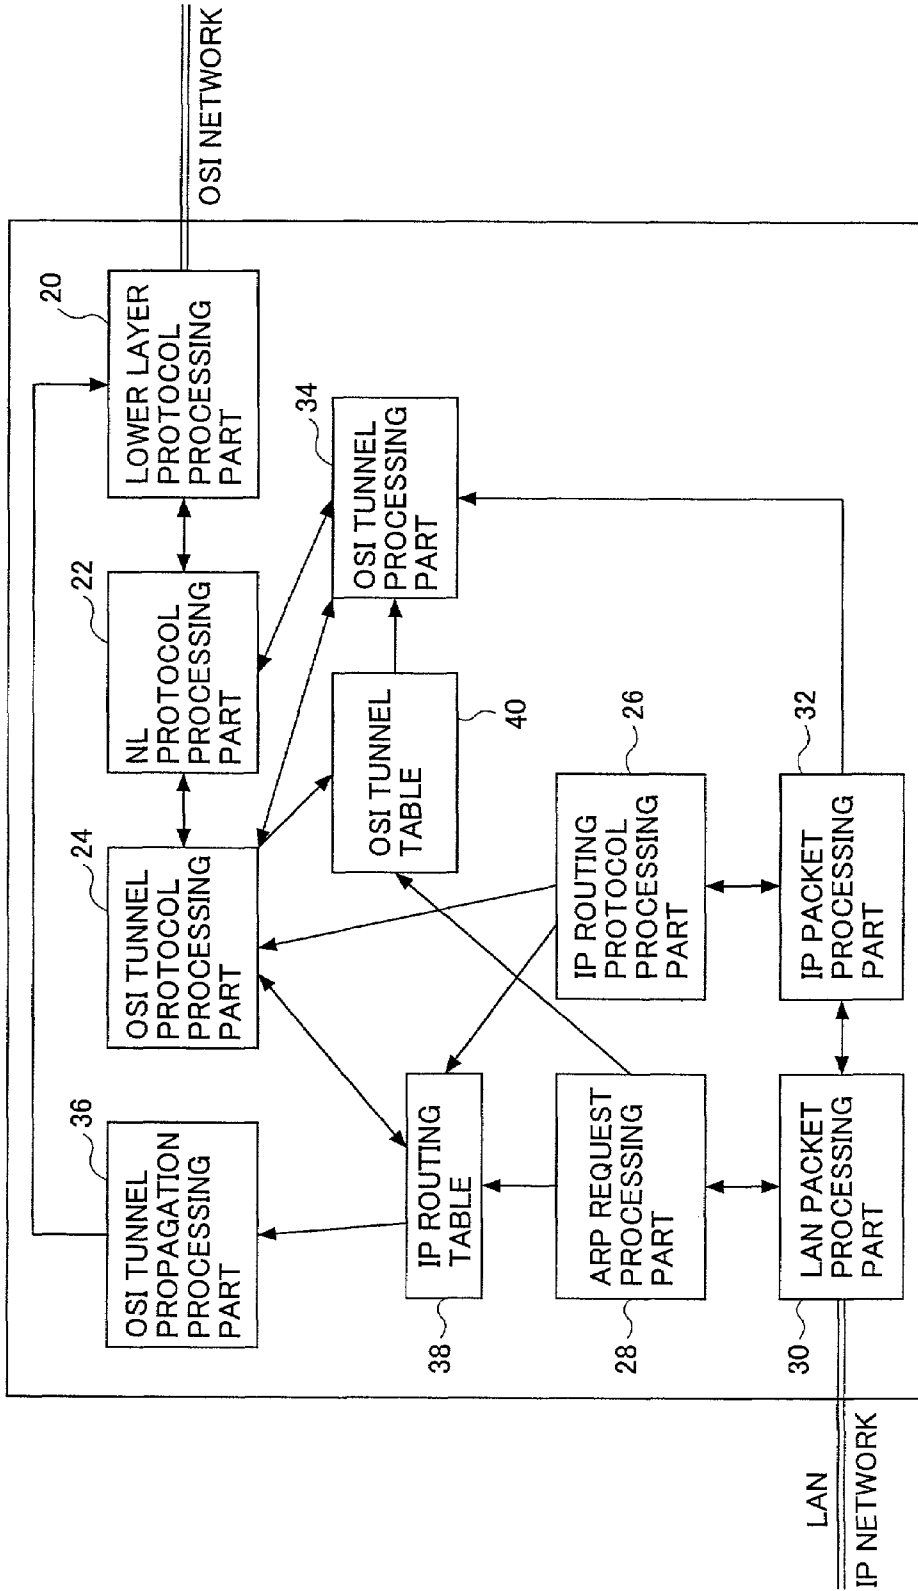 OSI NETWORK
20
LOWER LAYER
PROTOCOL
PROCESSING
PART
22
NL
PROTOCOL
PROCESSING
PART
24
OSI TUNNEL
PROTOCOL
PROCESSING
PART
36
OSI TUNNEL
PROPAGATION
PROCESSING
PART
34
OSI TUNNEL
PROCESSING
PART
OSI TUNNEL
TABLE
40
IP ROUTING
TABLE
38
26
IP ROUTING
PROTOCOL
PROCESSING
PART
ARP REQUEST
PROCESSING
PART
28
32
IP PACKET
PROCESSING
PART
LAN PACKET
PROCESSING
PART
30
LAN
IP NETWORK